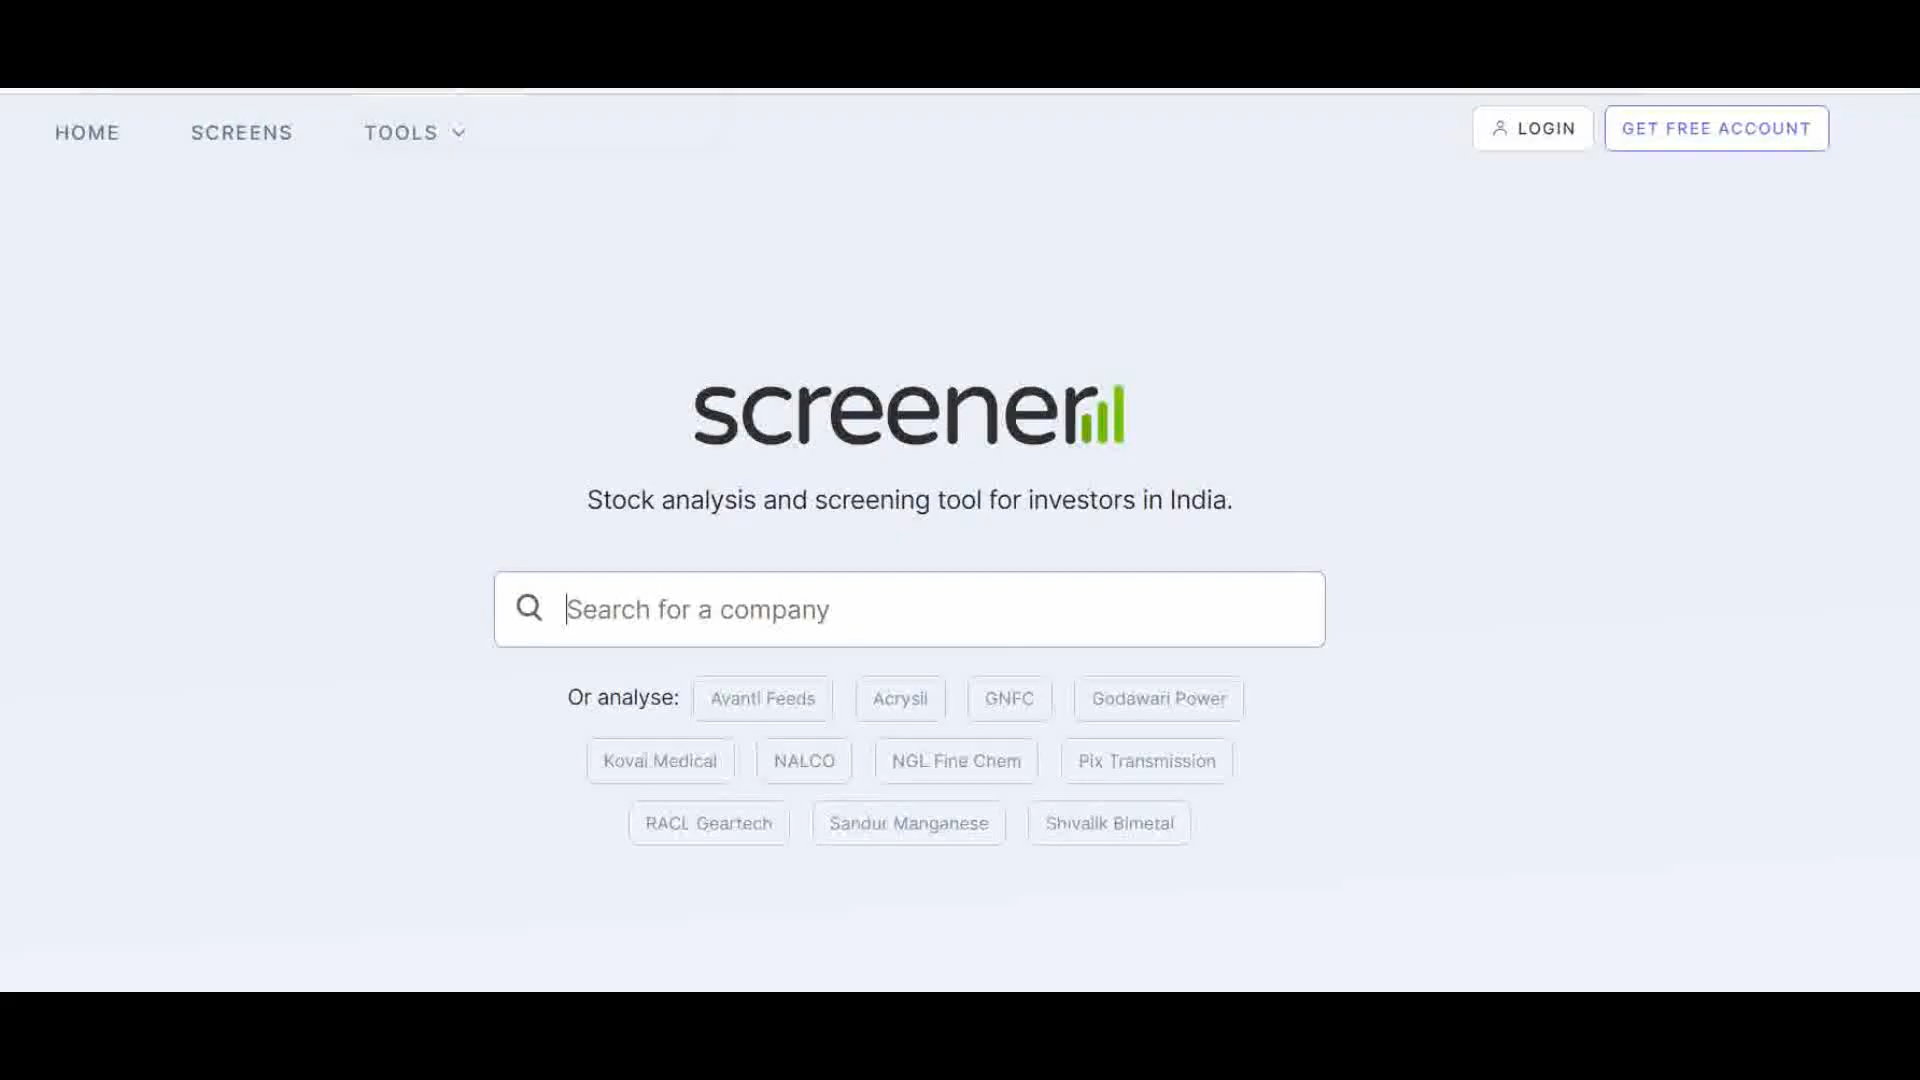 HOME SCREENS TOOLS LOGIN GET FREE ACCOUNT
screener
Stock analysis and screening tool for investors in India.
Search for a company
Or analyse: Avanti Feeds Acrysil GNFC Godawari Power
Kovai Medical NALCO NGL Fine Chem Pix Transmission
RACL Geartech Sandur Manganese Shivalik Bimetal